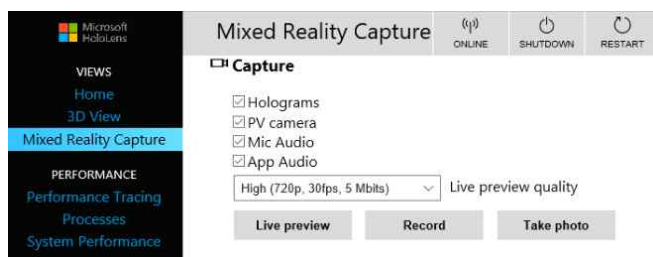 Microsoft
HoloLens
VIEWS
Home
3D View
Mixed Reality Capture
PERFORMANCE
Performance Tracing
Processes
System Performance
Mixed Reality Capture
ONLINE
SHUTDOWN
RESTART
Capture
Holograms
PV camera
Mic Audio
App Audio
High (720p, 30fps, 5 Mbits) Live preview quality
Live preview Record Take photo